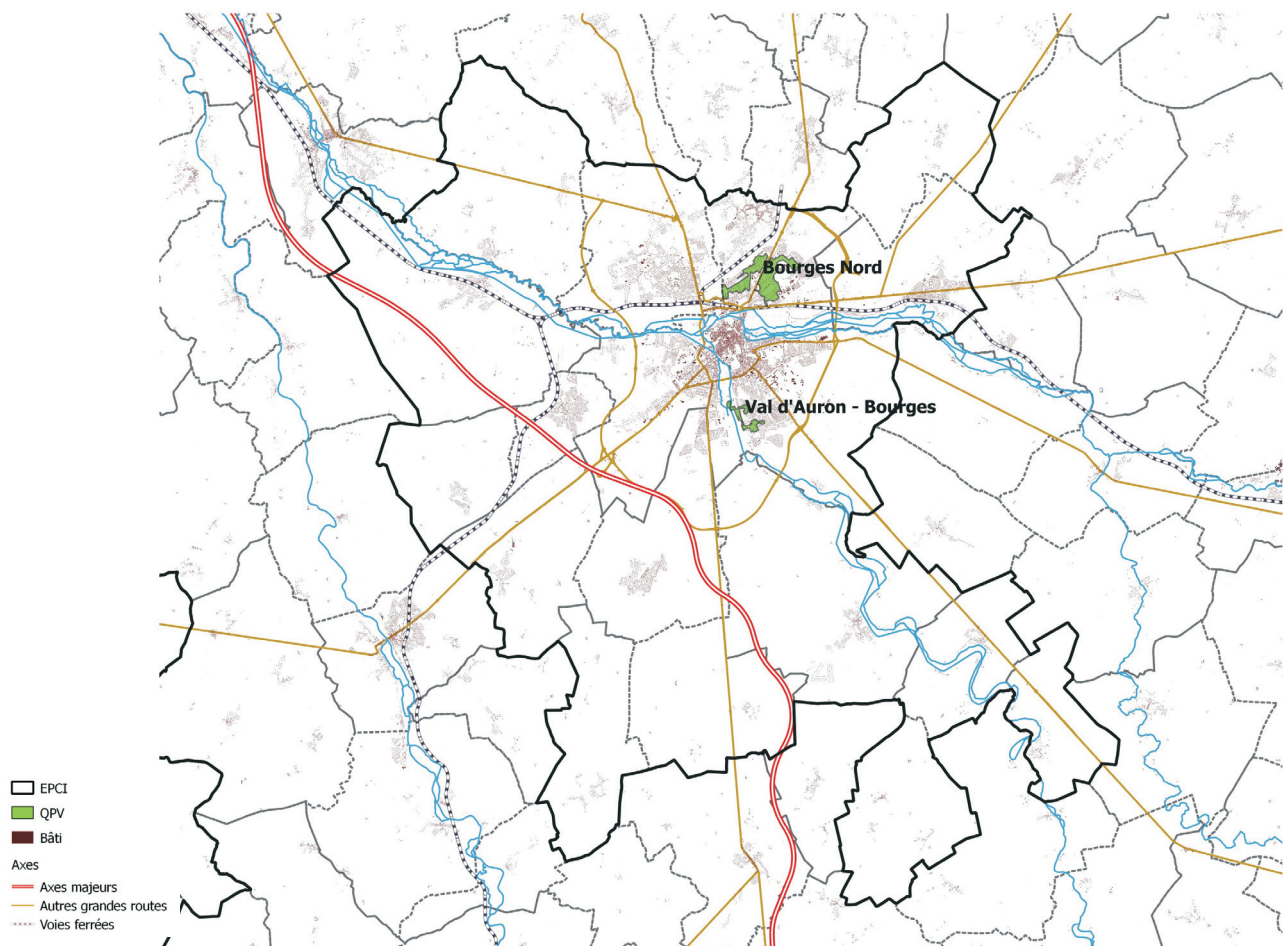 Bourges Nord
Val d'Auron - Bourges
EPCI
QPV
Bâti
Axes
Axes majeurs
Autres grandes routes
Voies ferrées